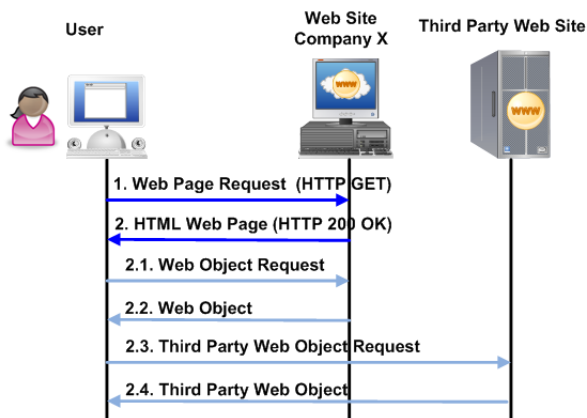 User
Web Site
Company X
Third Party Web Site
www
www
1. Web Page Request (HTTP GET)
2. HTML Web Page (HTTP 200 OK)
2.1. Web Object Request
2.2. Web Object
2.3. Third Party Web Object Request
2.4. Third Party Web Object